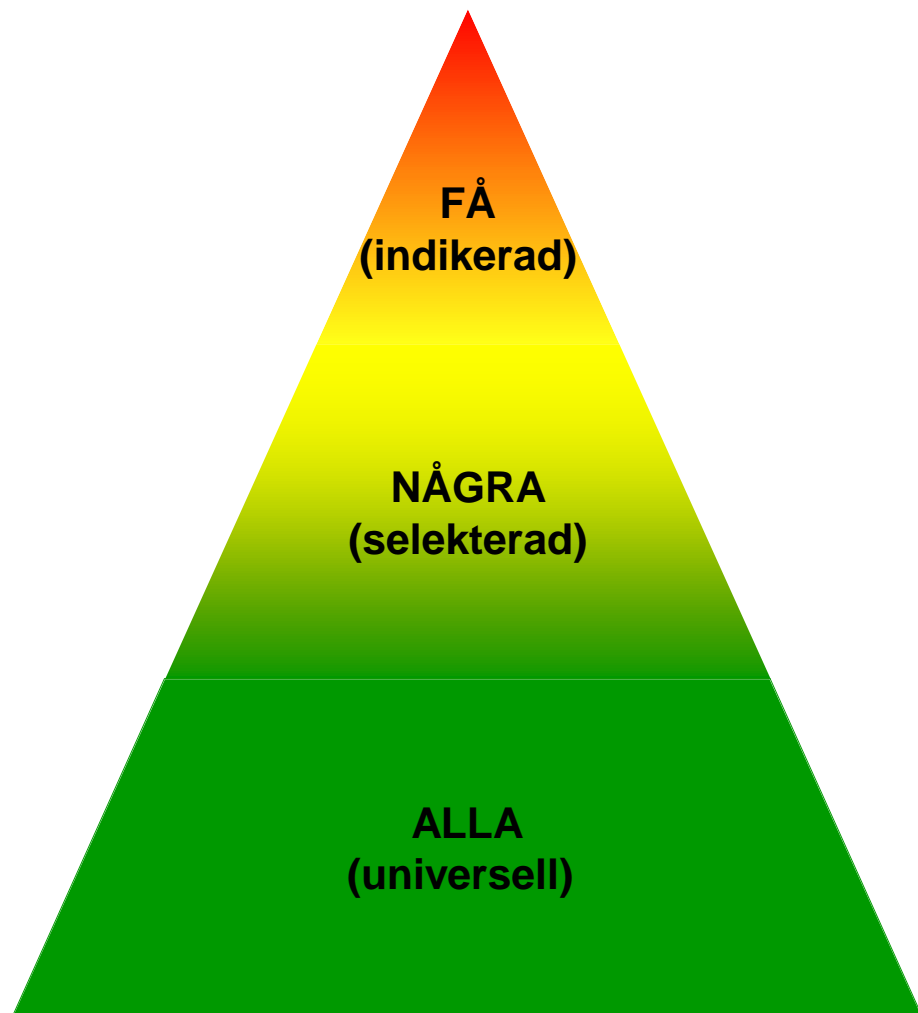 FÅ
(indikerad)
NÅGRA
(selekterad)
ALLA
(universell)